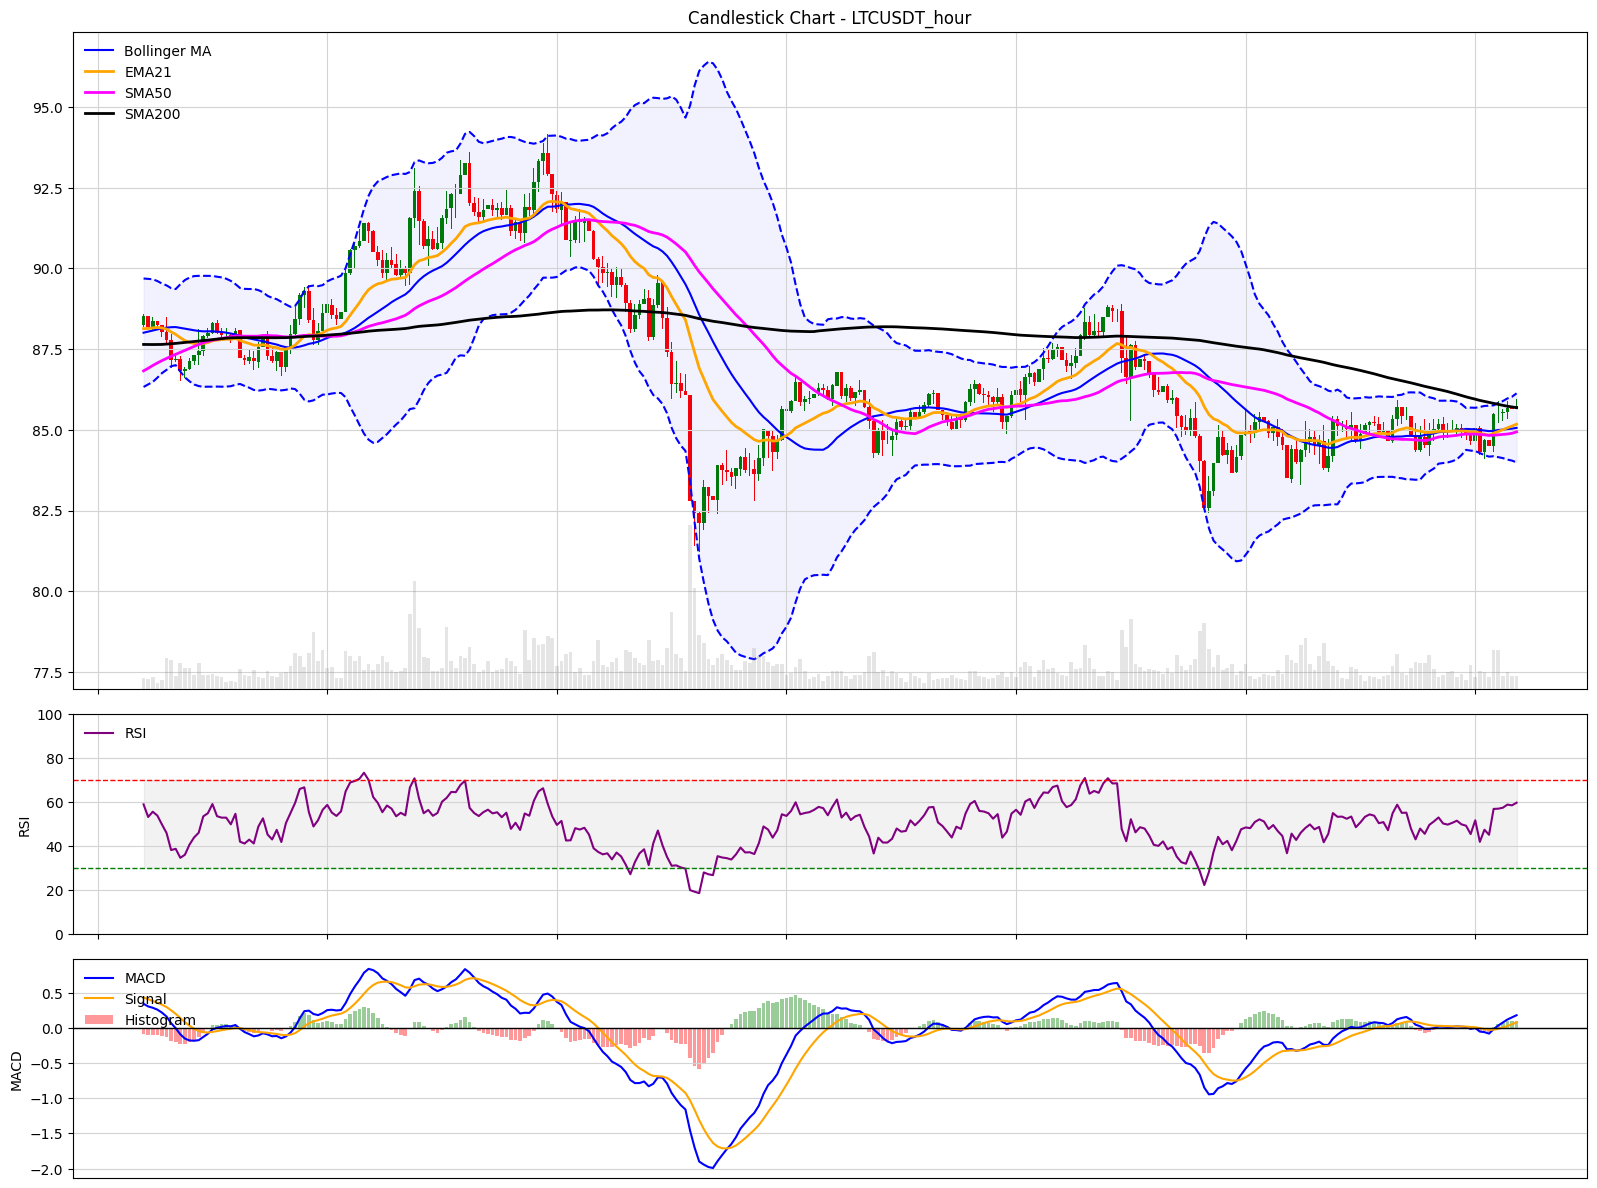 Candlestick Chart - LTCUSDT_hour
Bollinger MA
EMA21
SMA50
SMA200
95.0
92.5
90.0
87.5
85.0
82.5
80.0
77.5
RSI
100
80
60
40
20
0
RSI
MACD
Signal
Histogram
0.5
0.0
−0.5
−1.0
−1.5
−2.0
MACD